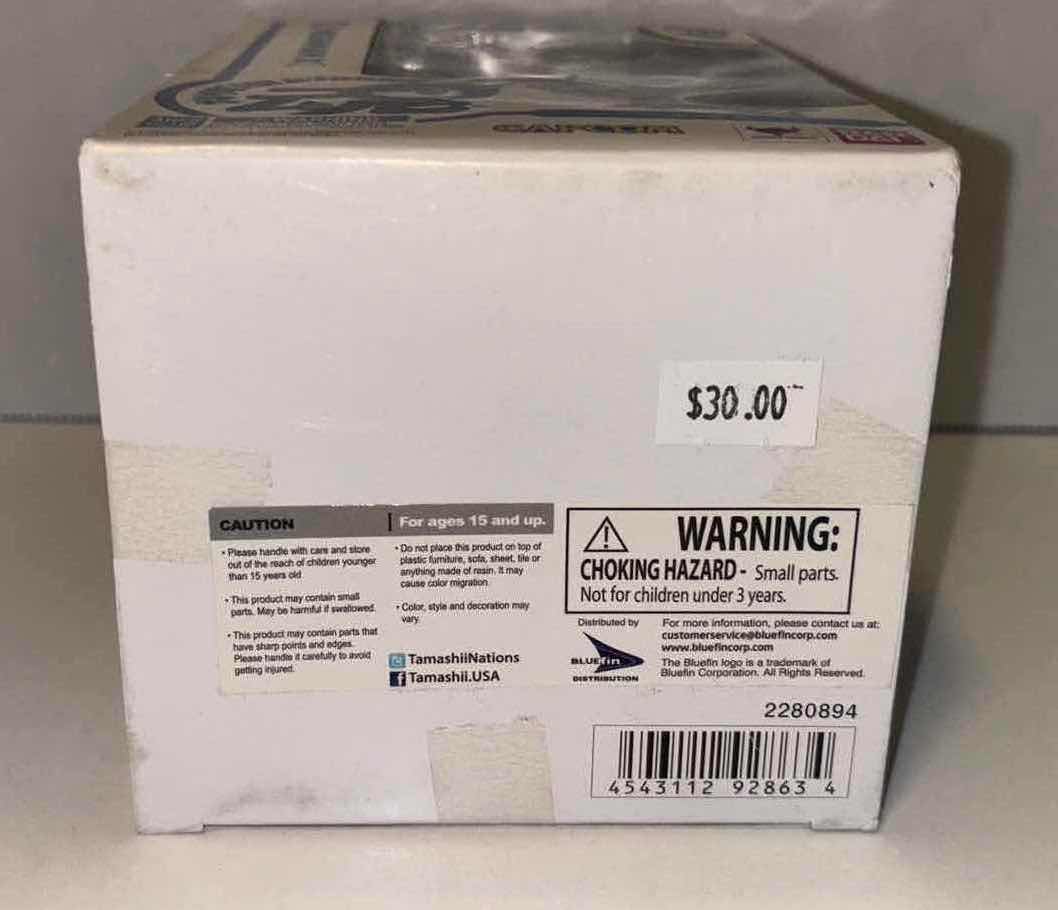 CAPCOM
$30.00
CAUTION
For ages 15 and up.
• Please handle with care and store
out of the reach of children younger
than 15 years old
• This product may contain small
parts. May be harmful if swallowed.
• This product may contain parts that
have sharp points and edges.
Please handle it carefully to avoid
getting injured.
• Do not place this product on top of
plastic furniture, sofa, sheet, tile or
anything made of resin. It may
cause color migration.
• Color, style and decoration may
vary.
TamashiiNations
f Tamashii.USA
WARNING:
CHOKING HAZARD - Small parts.
Not for children under 3 years.
Distributed by
BLUEfin
DISTRIBUTION
For more information, please contact us at:
customerservice@bluefincorp.com
www.bluefincorp.com
The Bluefin logo is a trademark of
Bluefin Corporation. All Rights Reserved.
2280894
4543112 92863 4